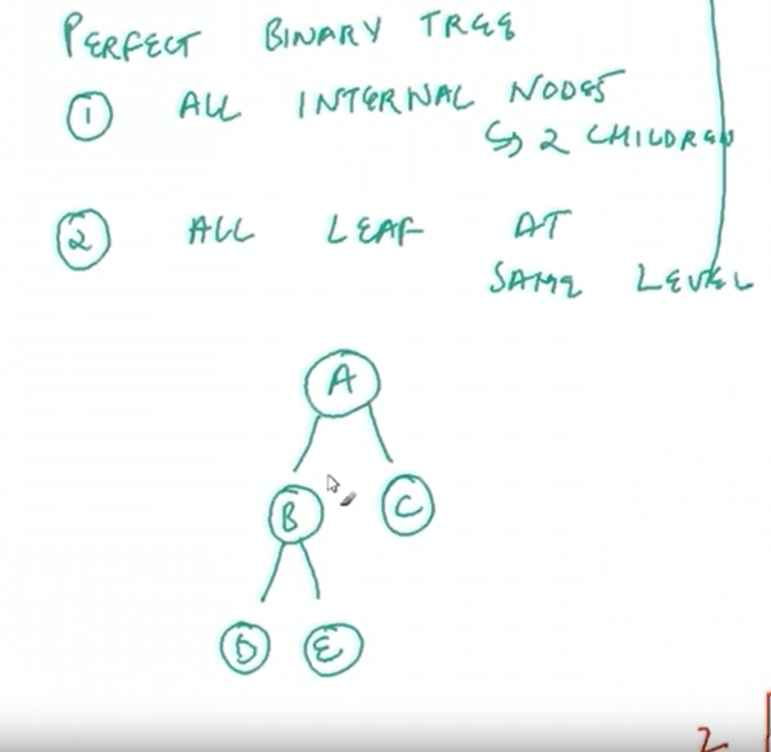 PERFECT BINARY TREE
1 ALL INTERNAL NODES
↳ 2 CHILDREN
2 ALL LEAF AT
SAME LEVEL
A
B C
D E
2